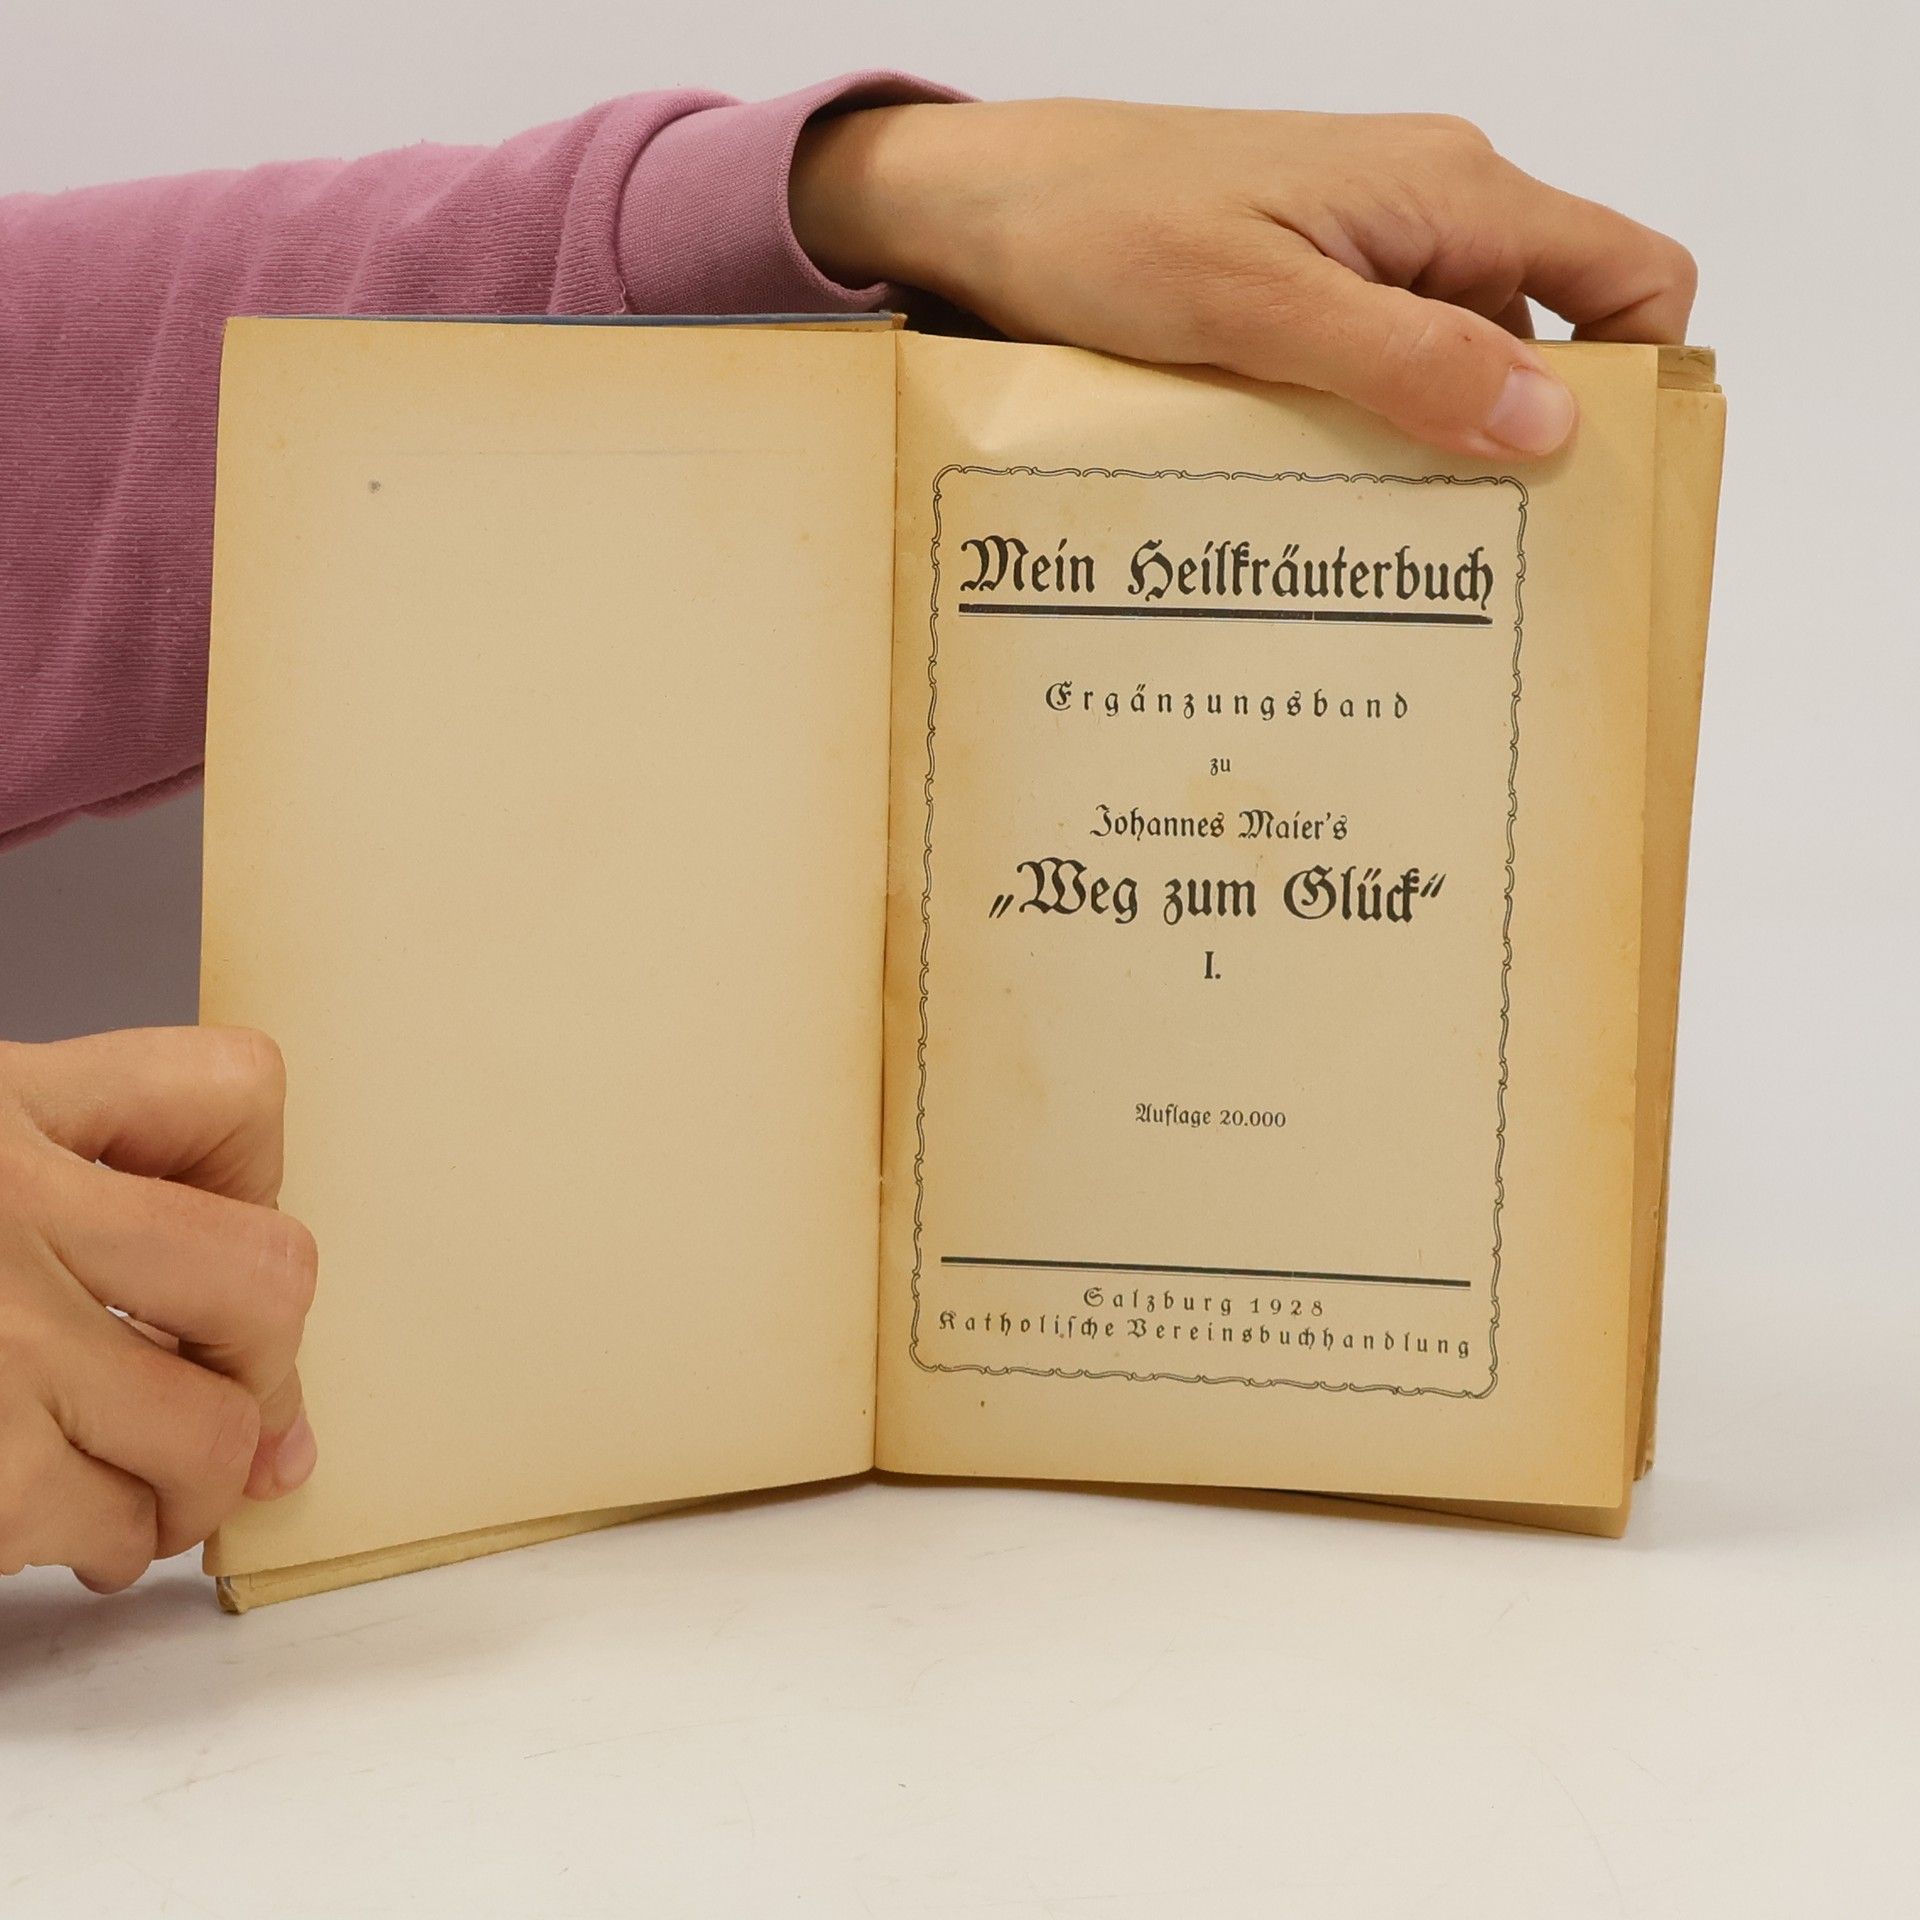 Mein Heilkräuterbuch
Ergänzungsband
zu
Johannes Maier's
„Weg zum Glück“
I.
Auflage 20.000
Salzburg 1928
Katholiſche Vereinsbuchhandlung